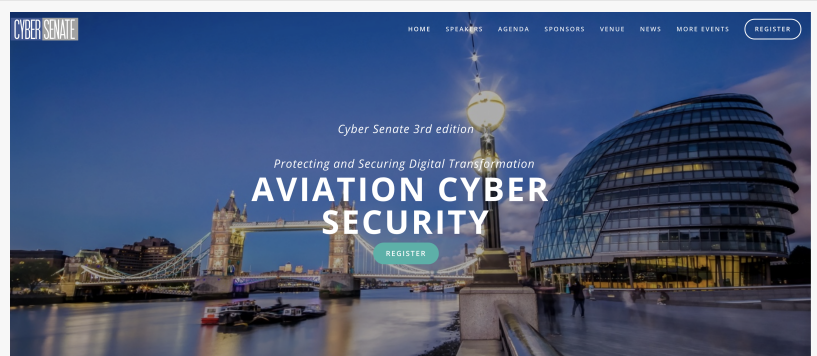 CYBER SENATE
HOME SPEAKERS AGENDA SPONSORS VENUE NEWS MORE EVENTS REGISTER
Cyber Senate 3rd edition
Protecting and Securing Digital Transformation
AVIATION CYBER
SECURITY
REGISTER